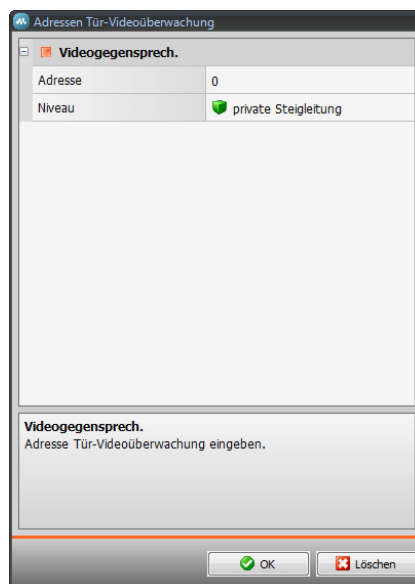 Adressen Tür-Videoüberwachung
Videogegensprech.
Adresse 0
Niveau private Steigleitung
Videogegensprech.
Adresse Tür-Videoüberwachung eingeben.
OK Löschen